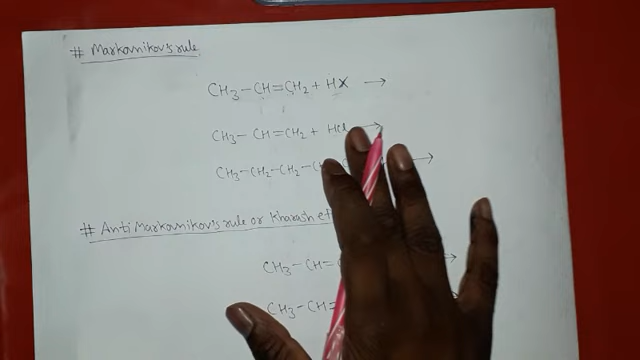 # Markovnikov's rule
CH3-CH=CH2 + HX →
CH3-CH=CH2 + HCl →
CH3-CH2-CH2- →
# Anti Markovnikov's rule or Kharash
CH3-CH= →
CH3-CH=